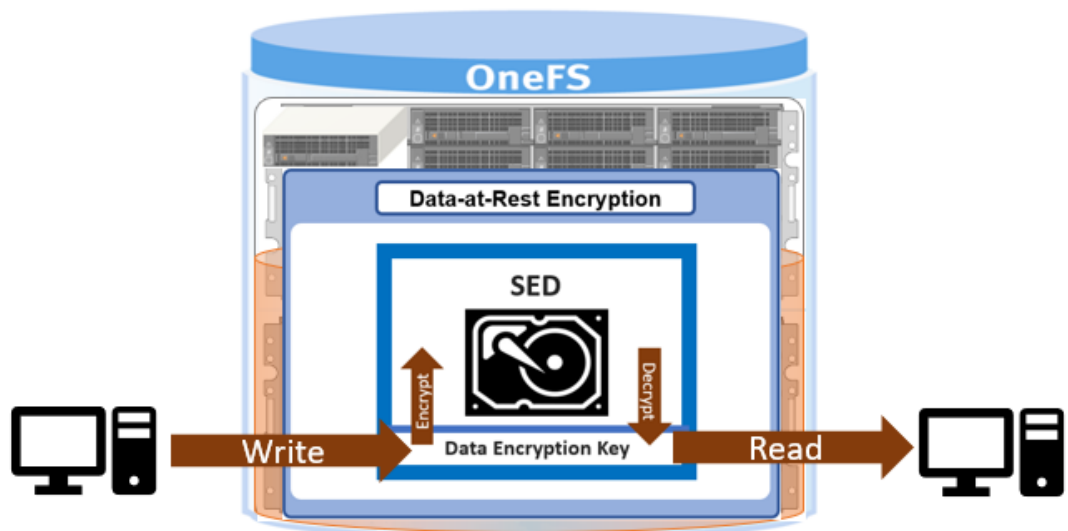 OneFS
Data-at-Rest Encryption
SED
Encrypt
Decrypt
Write
Data Encryption Key
Read